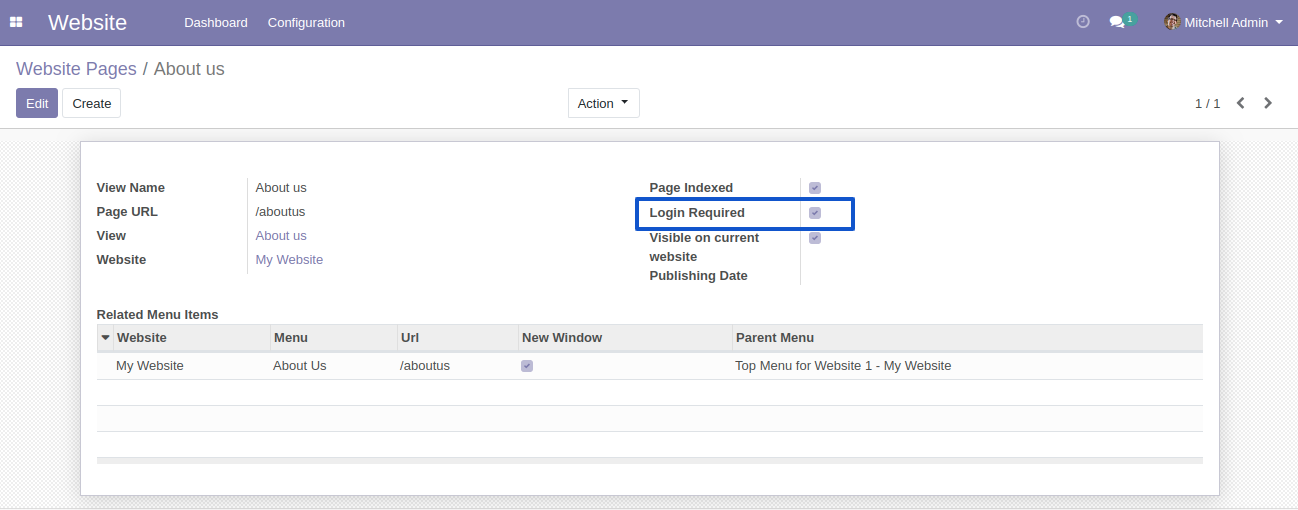 Website Dashboard Configuration 1 Mitchell Admin
Website Pages / About us
Edit Create Action 1 / 1
View Name About us
Page URL /aboutus
View About us
Website My Website
Page Indexed
Login Required
Visible on current
website
Publishing Date
Related Menu Items
Website Menu Url New Window Parent Menu
My Website About Us /aboutus Top Menu for Website 1 - My Website